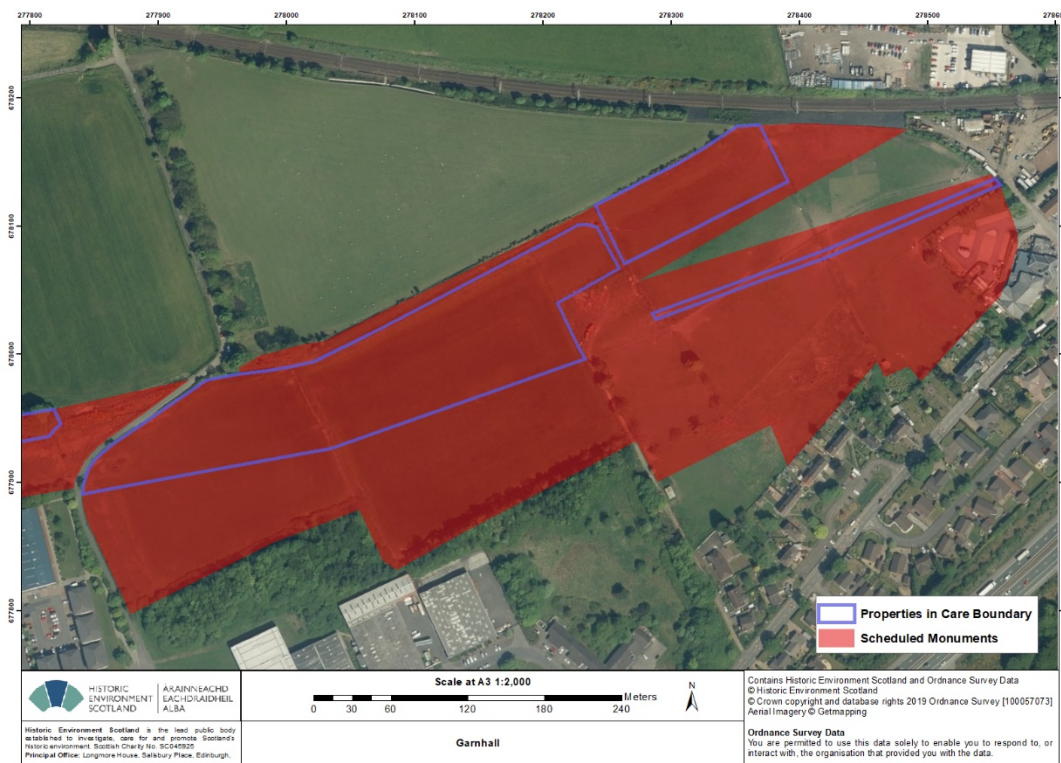 277800 277900 278000 278100 278200 278300 278400 278500
678200
678100
678000
677900
677800
Properties in Care Boundary
Scheduled Monuments
HISTORIC
ENVIRONMENT
SCOTLAND
ÀRAINNEACHD
EACHDRAIDHEIL
ALBA
Historic Environment Scotland is the lead public body
established to investigate, care for and promote Scotland's
historic environment. Scottish Charity No. SC045925
Principal Office: Longmore House, Salisbury Place, Edinburgh,
Scale at A3 1:2,000
Meters
0 15 30 60 120 180 240
N
Garnhall
Contains Historic Environment Scotland and Ordnance Survey Data
© Historic Environment Scotland
© Crown copyright and database rights 2019 Ordnance Survey [100057073]
Aerial Imagery © Getmapping
Ordnance Survey Data
You are permitted to use this data solely to enable you to respond to, or
interact with, the organisation that provided you with the data.